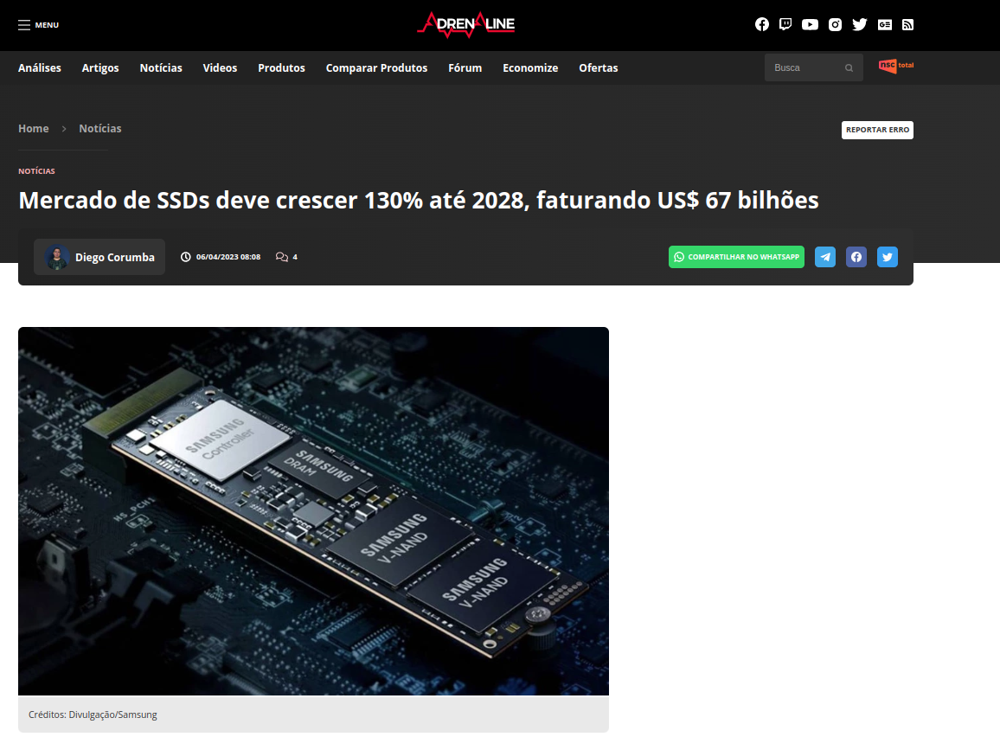 MENU
ADRENALINE
Análises
Artigos
Notícias
Videos
Produtos
Comparar Produtos
Fórum
Economize
Ofertas
Busca
nsc total
Home
Notícias
REPORTAR ERRO
NOTÍCIAS
Mercado de SSDs deve crescer 130% até 2028, faturando US$ 67 bilhões
Diego Corumba
06/04/2023 08:08
4
COMPARTILHAR NO WHATSAPP
SAMSUNG
Controller
SAMSUNG
DRAM
HS_PCH1
SAMSUNG
V-NAND
SAMSUNG
V-NAND
Créditos: Divulgação/Samsung